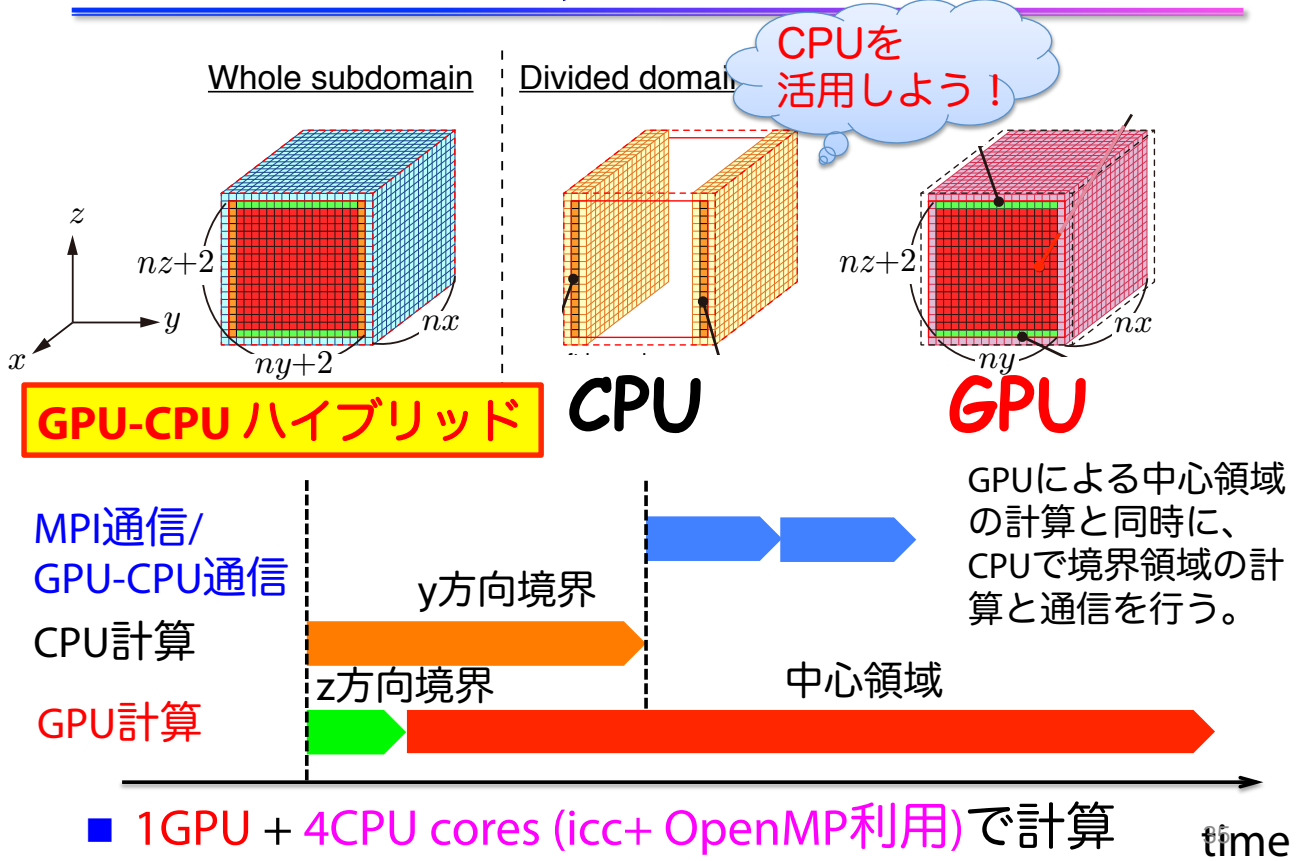 CPUを
活用しよう！
Whole subdomain
Divided domai
z
nz+2
y
x
ny+2
nx
nz+2
nx
ny
GPU-CPU ハイブリッド
CPU
GPU
GPUによる中心領域
の計算と同時に、
CPUで境界領域の計
算と通信を行う。
MPI通信/
GPU-CPU通信
y方向境界
CPU計算
z方向境界
中心領域
GPU計算
■ 1GPU + 4CPU cores (icc+ OpenMP利用)で計算
time